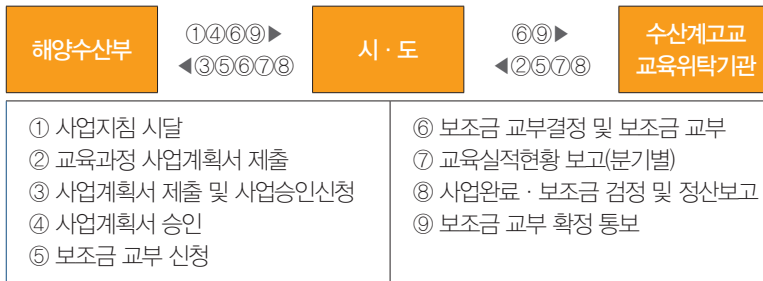 해양수산부
①④⑥⑨▶
◀③⑤⑥⑦⑧
시 · 도
⑥⑨▶
◀②⑤⑦⑧
수산계고교
교육위탁기관
① 사업지침 시달
② 교육과정 사업계획서 제출
③ 사업계획서 제출 및 사업승인신청
④ 사업계획서 승인
⑤ 보조금 교부 신청
⑥ 보조금 교부결정 및 보조금 교부
⑦ 교육실적현황 보고(분기별)
⑧ 사업완료 · 보조금 검정 및 정산보고
⑨ 보조금 교부 확정 통보